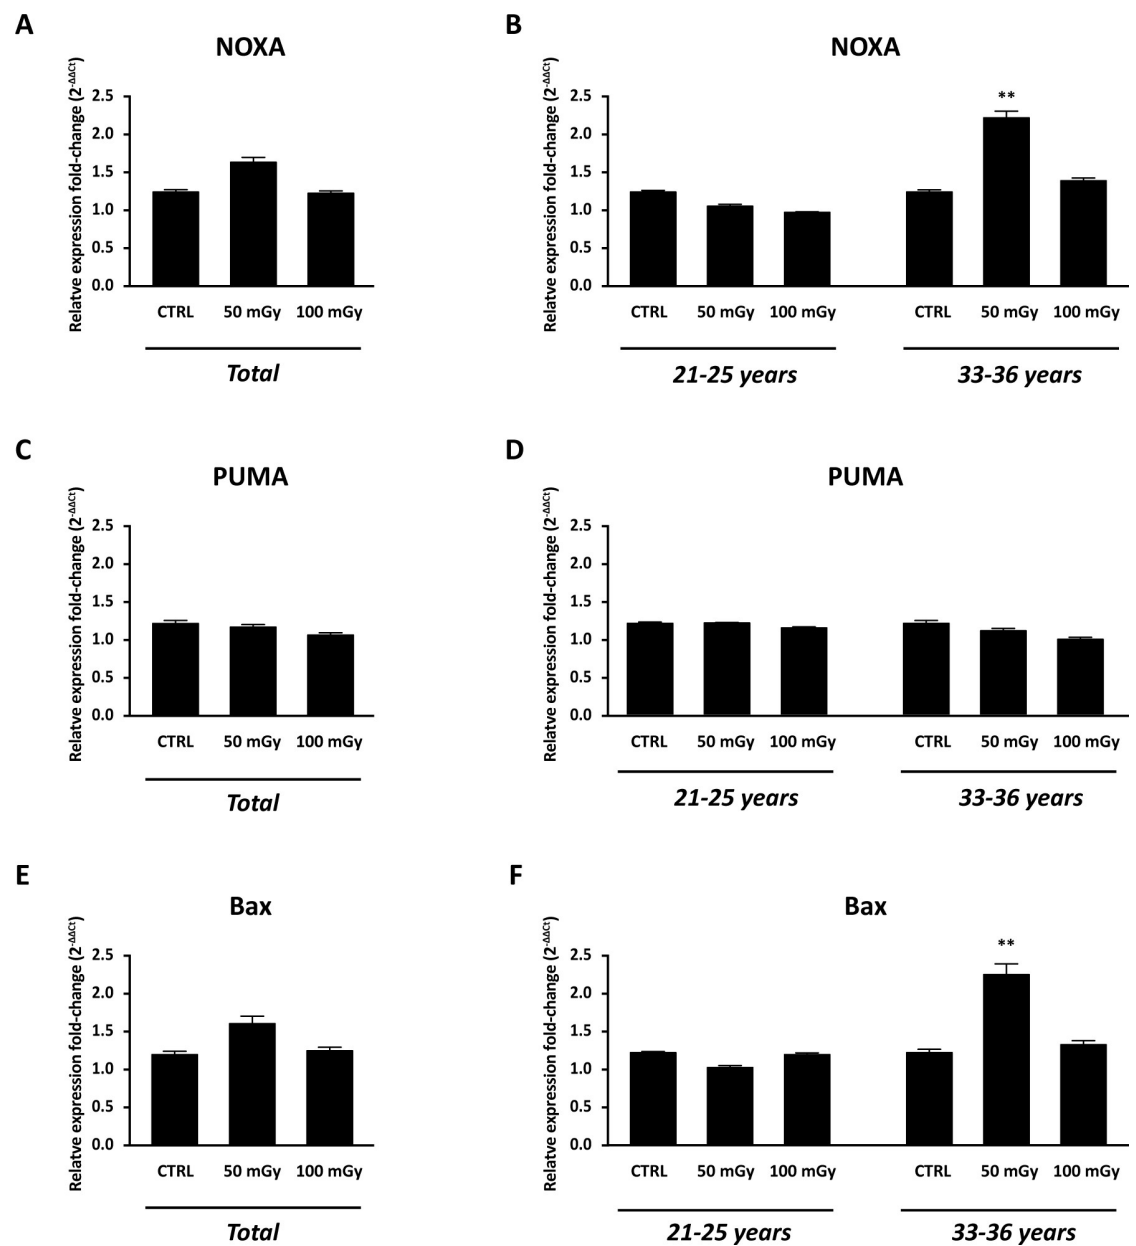 A
NOXA
Relatve expression fold-change (2-ΔΔCt)
2.5
2.0
1.5
1.0
0.5
0.0
CTRL 50 mGy 100 mGy
Total
B
NOXA
Relatve expression fold-change (2-ΔΔCt)
2.5
2.0
1.5
1.0
0.5
0.0
**
CTRL 50 mGy 100 mGy CTRL 50 mGy 100 mGy
21-25 years 33-36 years
C
PUMA
Relatve expression fold-change (2-ΔΔCt)
2.5
2.0
1.5
1.0
0.5
0.0
CTRL 50 mGy 100 mGy
Total
D
PUMA
Relatve expression fold-change (2-ΔΔCt)
2.5
2.0
1.5
1.0
0.5
0.0
CTRL 50 mGy 100 mGy CTRL 50 mGy 100 mGy
21-25 years 33-36 years
E
Bax
Relatve expression fold-change (2-ΔΔCt)
2.5
2.0
1.5
1.0
0.5
0.0
CTRL 50 mGy 100 mGy
Total
F
Bax
Relatve expression fold-change (2-ΔΔCt)
2.5
2.0
1.5
1.0
0.5
0.0
**
CTRL 50 mGy 100 mGy CTRL 50 mGy 100 mGy
21-25 years 33-36 years